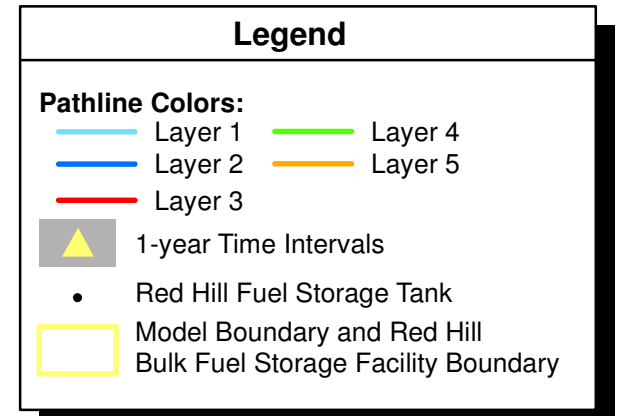 Legend
Pathline Colors:
Layer 1 Layer 4
Layer 2 Layer 5
Layer 3
1-year Time Intervals
Red Hill Fuel Storage Tank
Model Boundary and Red Hill
Bulk Fuel Storage Facility Boundary